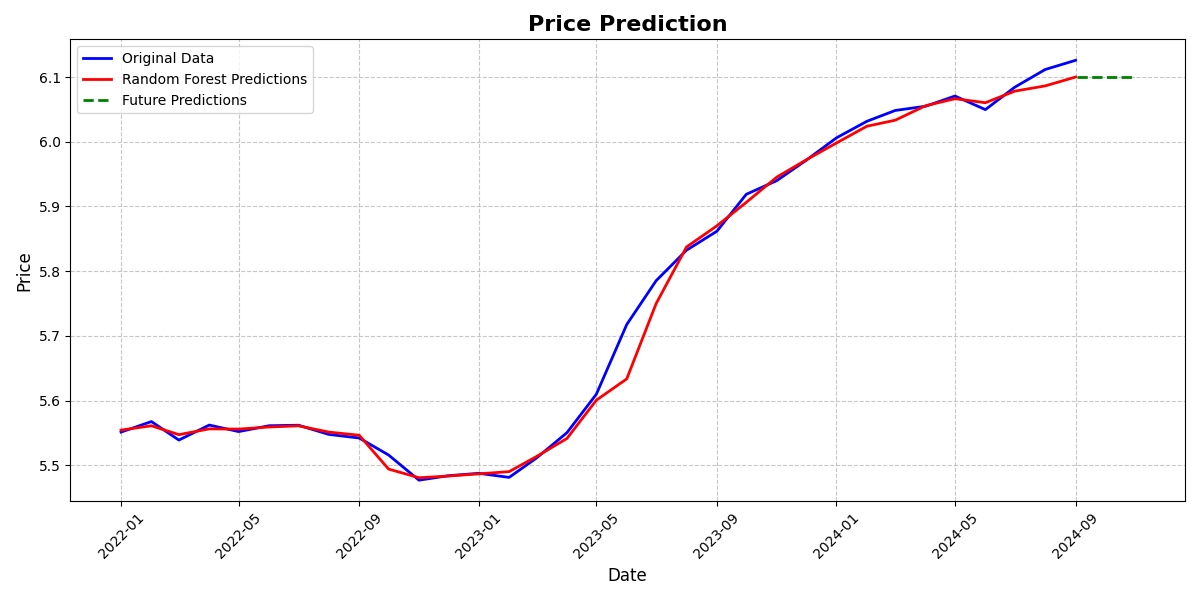 Price Prediction
Original Data
Random Forest Predictions
Future Predictions
Price
6.1
6.0
5.9
5.8
5.7
5.6
5.5
2022-01
2022-05
2022-09
2023-01
2023-05
2023-09
2024-01
2024-05
2024-09
Date